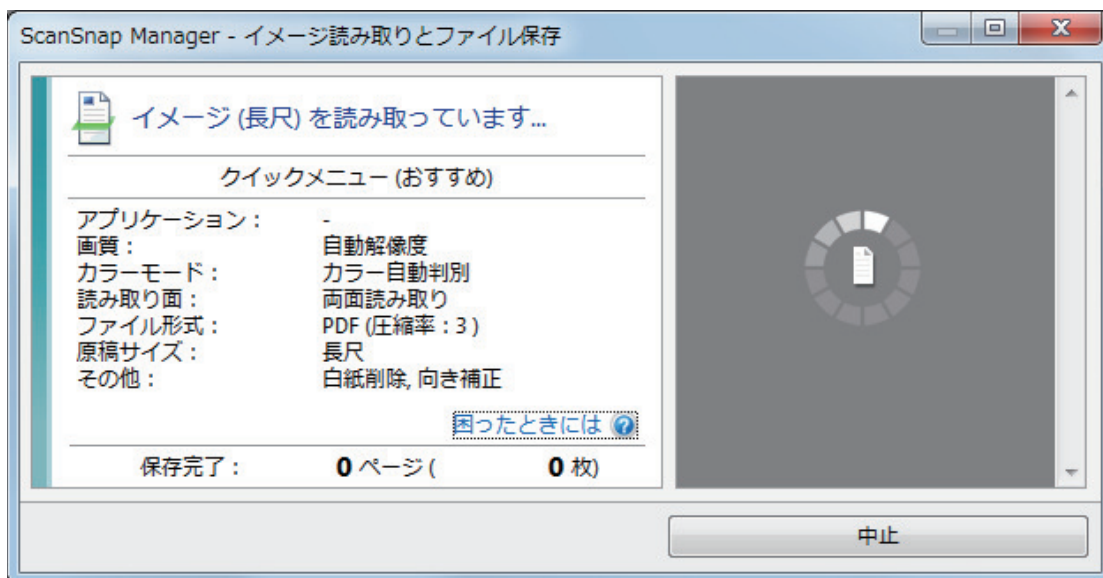 ScanSnap Manager - イメージ読み取りとファイル保存
イメージ (長尺) を読み取っています...
クイックメニュー (おすすめ)
アプリケーション : -
画質 : 自動解像度
カラーモード : カラー自動判別
読み取り面 : 両面読み取り
ファイル形式 : PDF (圧縮率 : 3 )
原稿サイズ : 長尺
その他 : 白紙削除, 向き補正
困ったときには ?
保存完了 : 0 ページ ( 0 枚)
中止